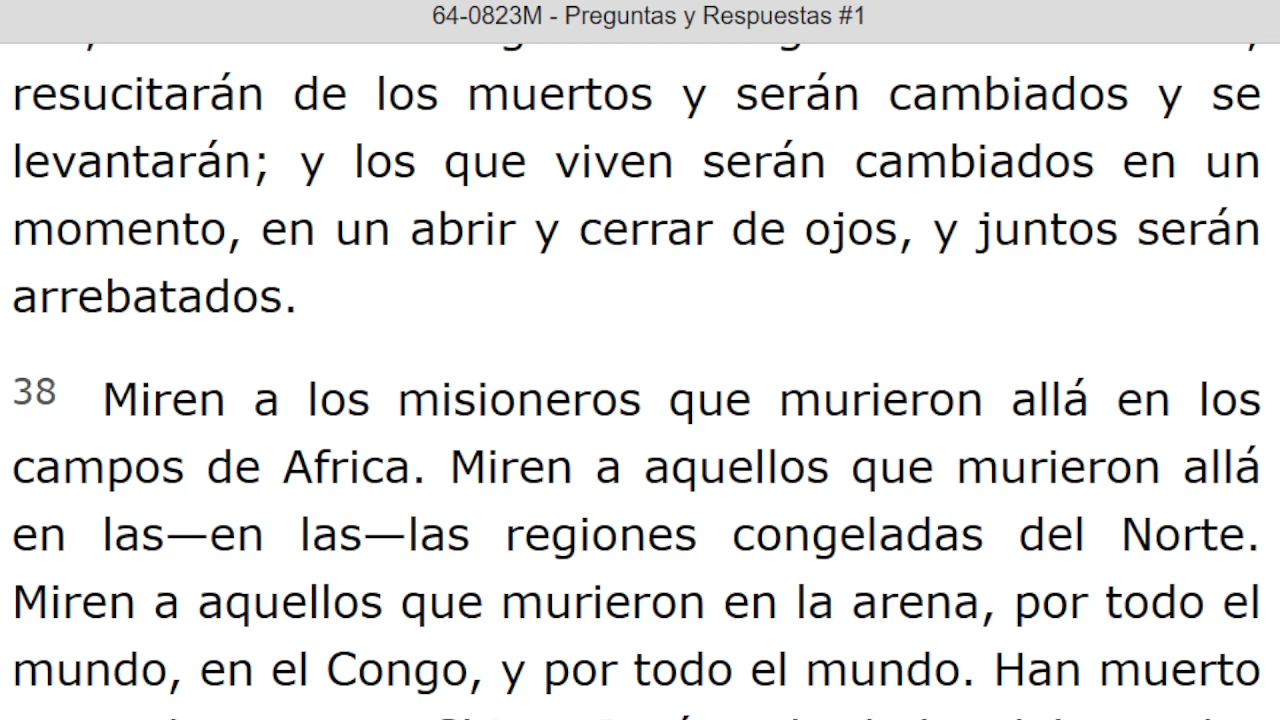 64-0823M - Preguntas y Respuestas #1
resucitarán de los muertos y serán cambiados y se
levantarán; y los que viven serán cambiados en un
momento, en un abrir y cerrar de ojos, y juntos serán
arrebatados.
38 Miren a los misioneros que murieron allá en los
campos de Africa. Miren a aquellos que murieron allá
en las—en las—las regiones congeladas del Norte.
Miren a aquellos que murieron en la arena, por todo el
mundo, en el Congo, y por todo el mundo. Han muerto